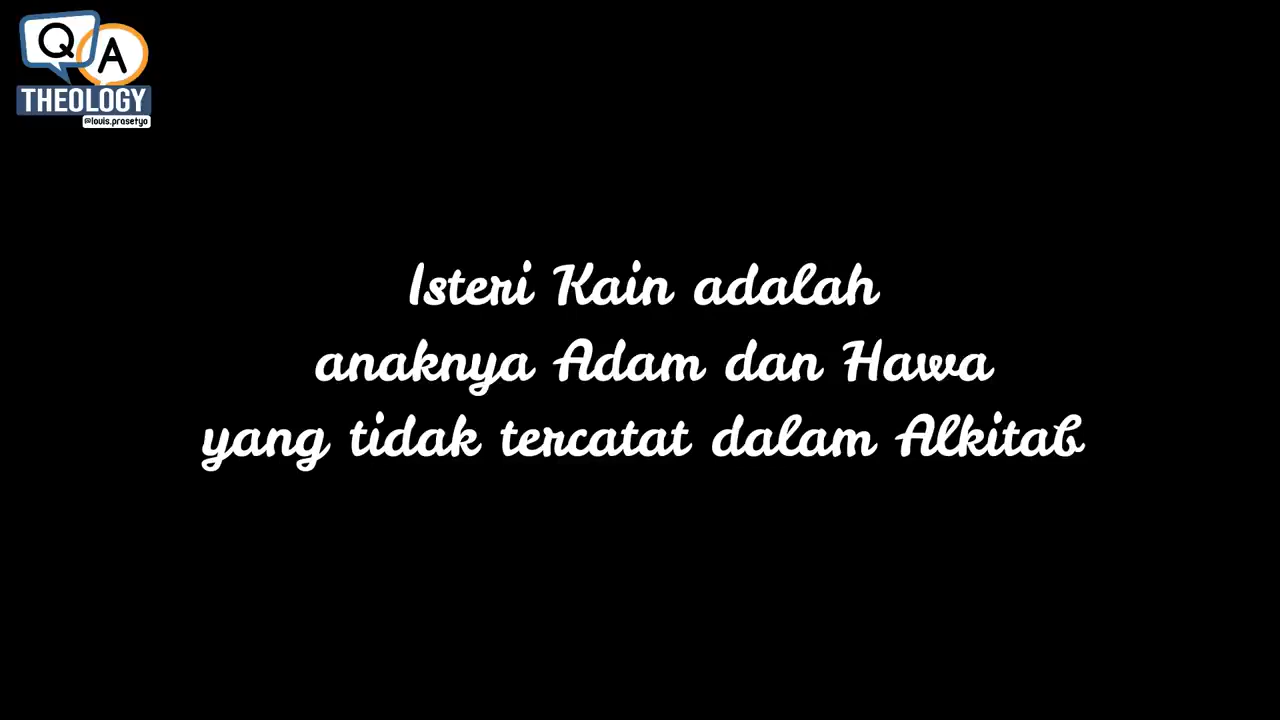 Q A
THEOLOGY
@louis.prasetyo
Isteri Kain adalah
anaknya Adam dan Hawa
yang tidak tercatat dalam Alkitab